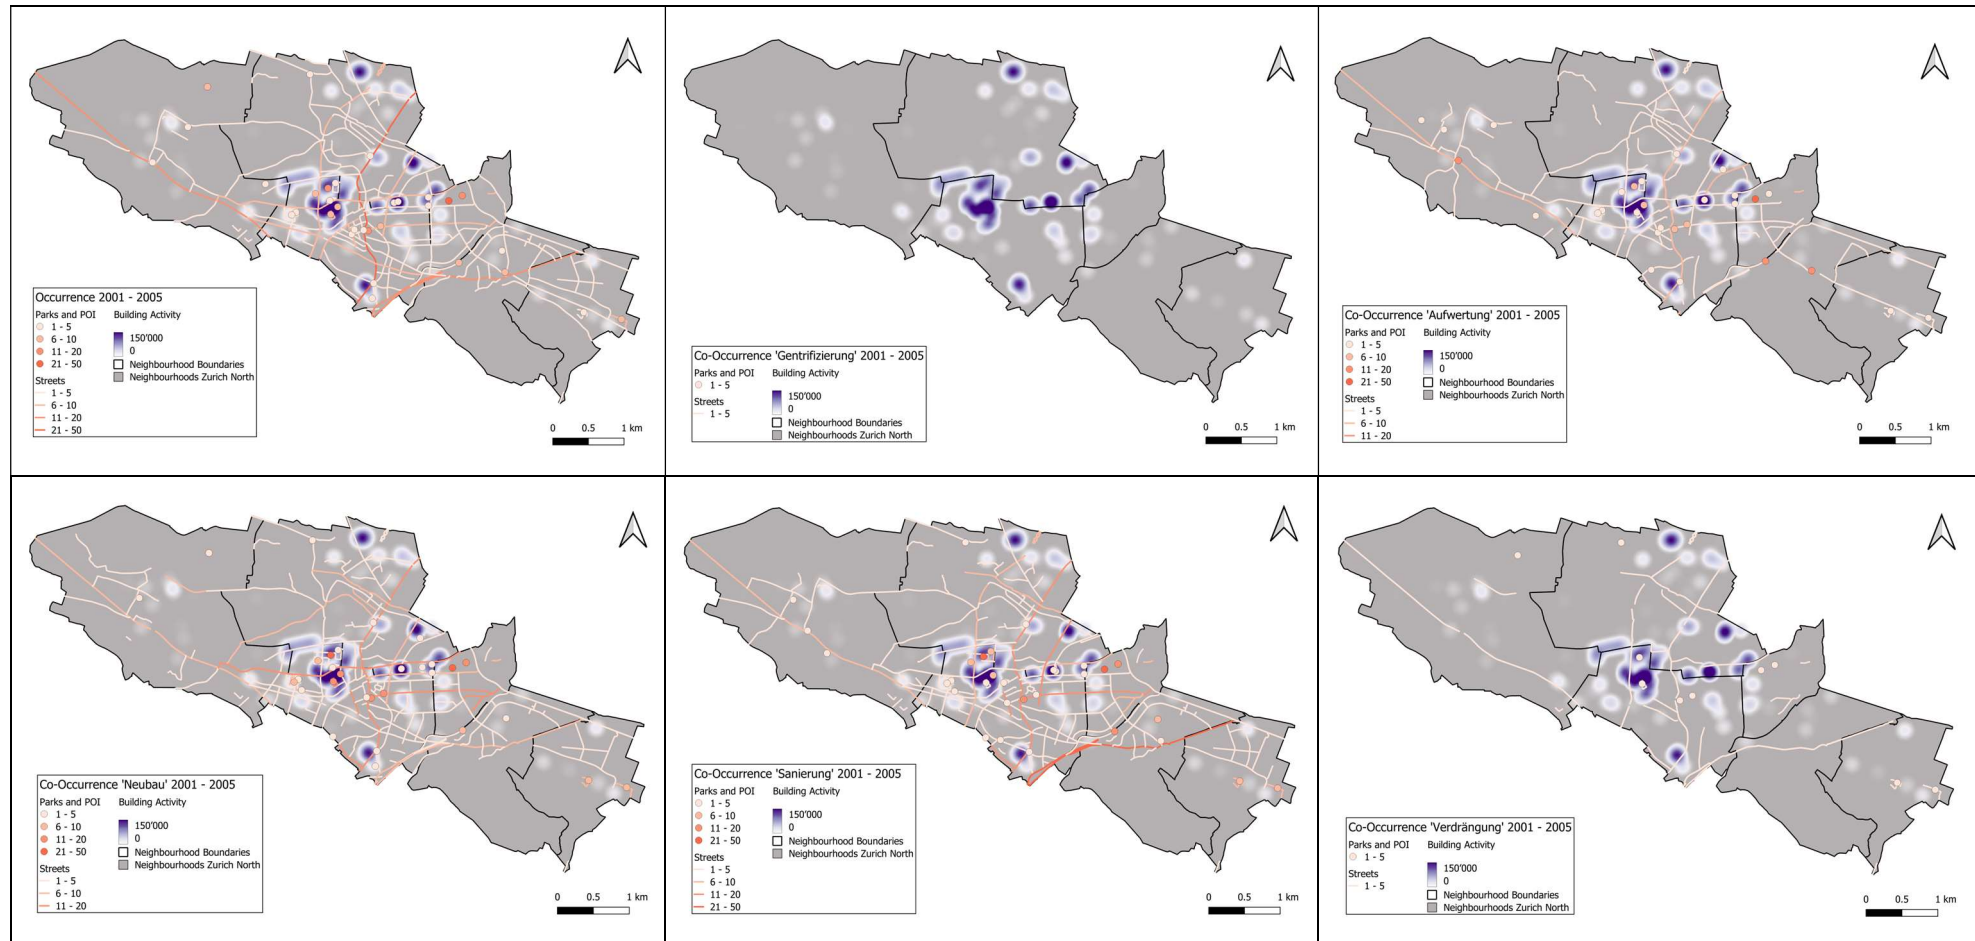 Occurrence 2001 - 2005
Parks and POI
1 - 5
6 - 10
11 - 20
21 - 50
Streets
1 - 5
6 - 10
11 - 20
21 - 50
Building Activity
150'000
0
Neighbourhood Boundaries
Neighbourhoods Zurich North
0 0.5 1 km
Co-Occurrence 'Gentrifizierung' 2001 - 2005
Parks and POI
1 - 5
Streets
1 - 5
Building Activity
150'000
0
Neighbourhood Boundaries
Neighbourhoods Zurich North
0 0.5 1 km
Co-Occurrence 'Aufwertung' 2001 - 2005
Parks and POI
1 - 5
6 - 10
11 - 20
21 - 50
Streets
1 - 5
6 - 10
11 - 20
Building Activity
150'000
0
Neighbourhood Boundaries
Neighbourhoods Zurich North
0 0.5 1 km
Co-Occurrence 'Neubau' 2001 - 2005
Parks and POI
1 - 5
6 - 10
11 - 20
21 - 50
Streets
1 - 5
6 - 10
11 - 20
Building Activity
150'000
0
Neighbourhood Boundaries
Neighbourhoods Zurich North
0 0.5 1 km
Co-Occurrence 'Sanierung' 2001 - 2005
Parks and POI
1 - 5
6 - 10
11 - 20
21 - 50
Streets
1 - 5
6 - 10
11 - 20
21 - 50
Building Activity
150'000
0
Neighbourhood Boundaries
Neighbourhoods Zurich North
0 0.5 1 km
Co-Occurrence 'Verdrängung' 2001 - 2005
Parks and POI
1 - 5
Streets
1 - 5
Building Activity
150'000
0
Neighbourhood Boundaries
Neighbourhoods Zurich North
0 0.5 1 km